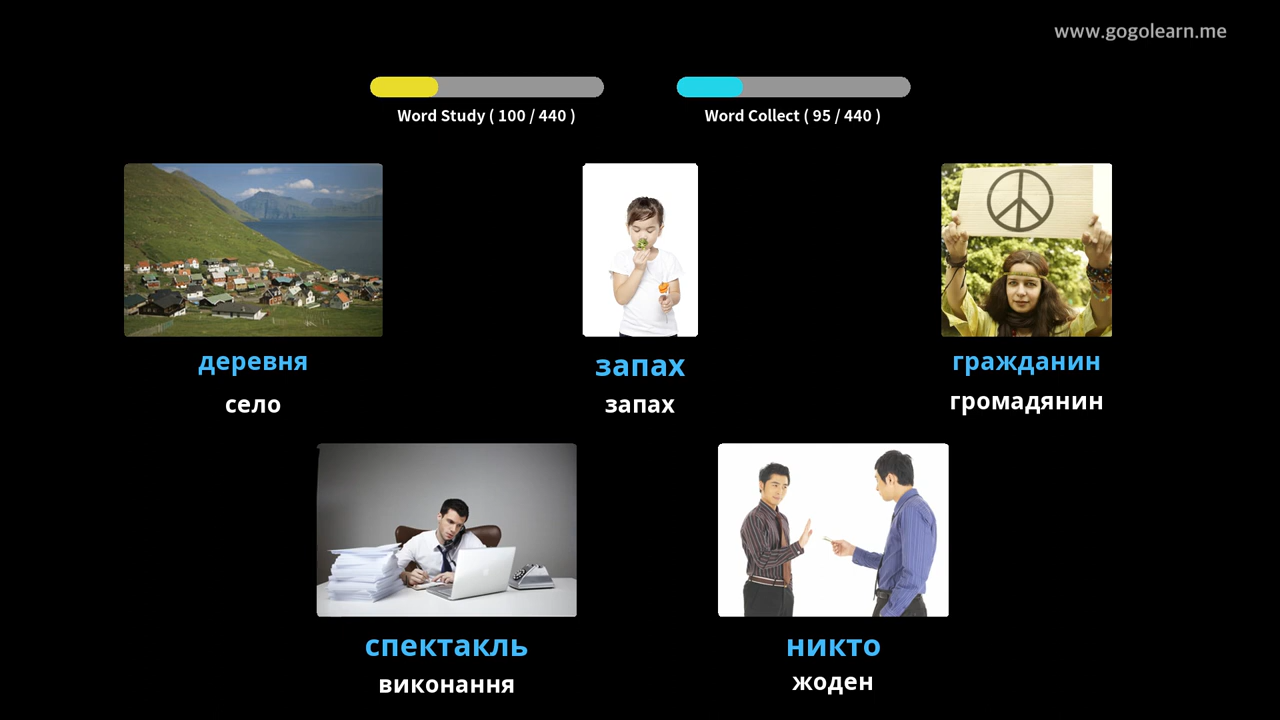 www.gogolearn.me
Word Study ( 100 / 440 )
Word Collect ( 95 / 440 )
деревня
село
запах
запах
гражданин
громадянин
спектакль
виконання
никто
жоден